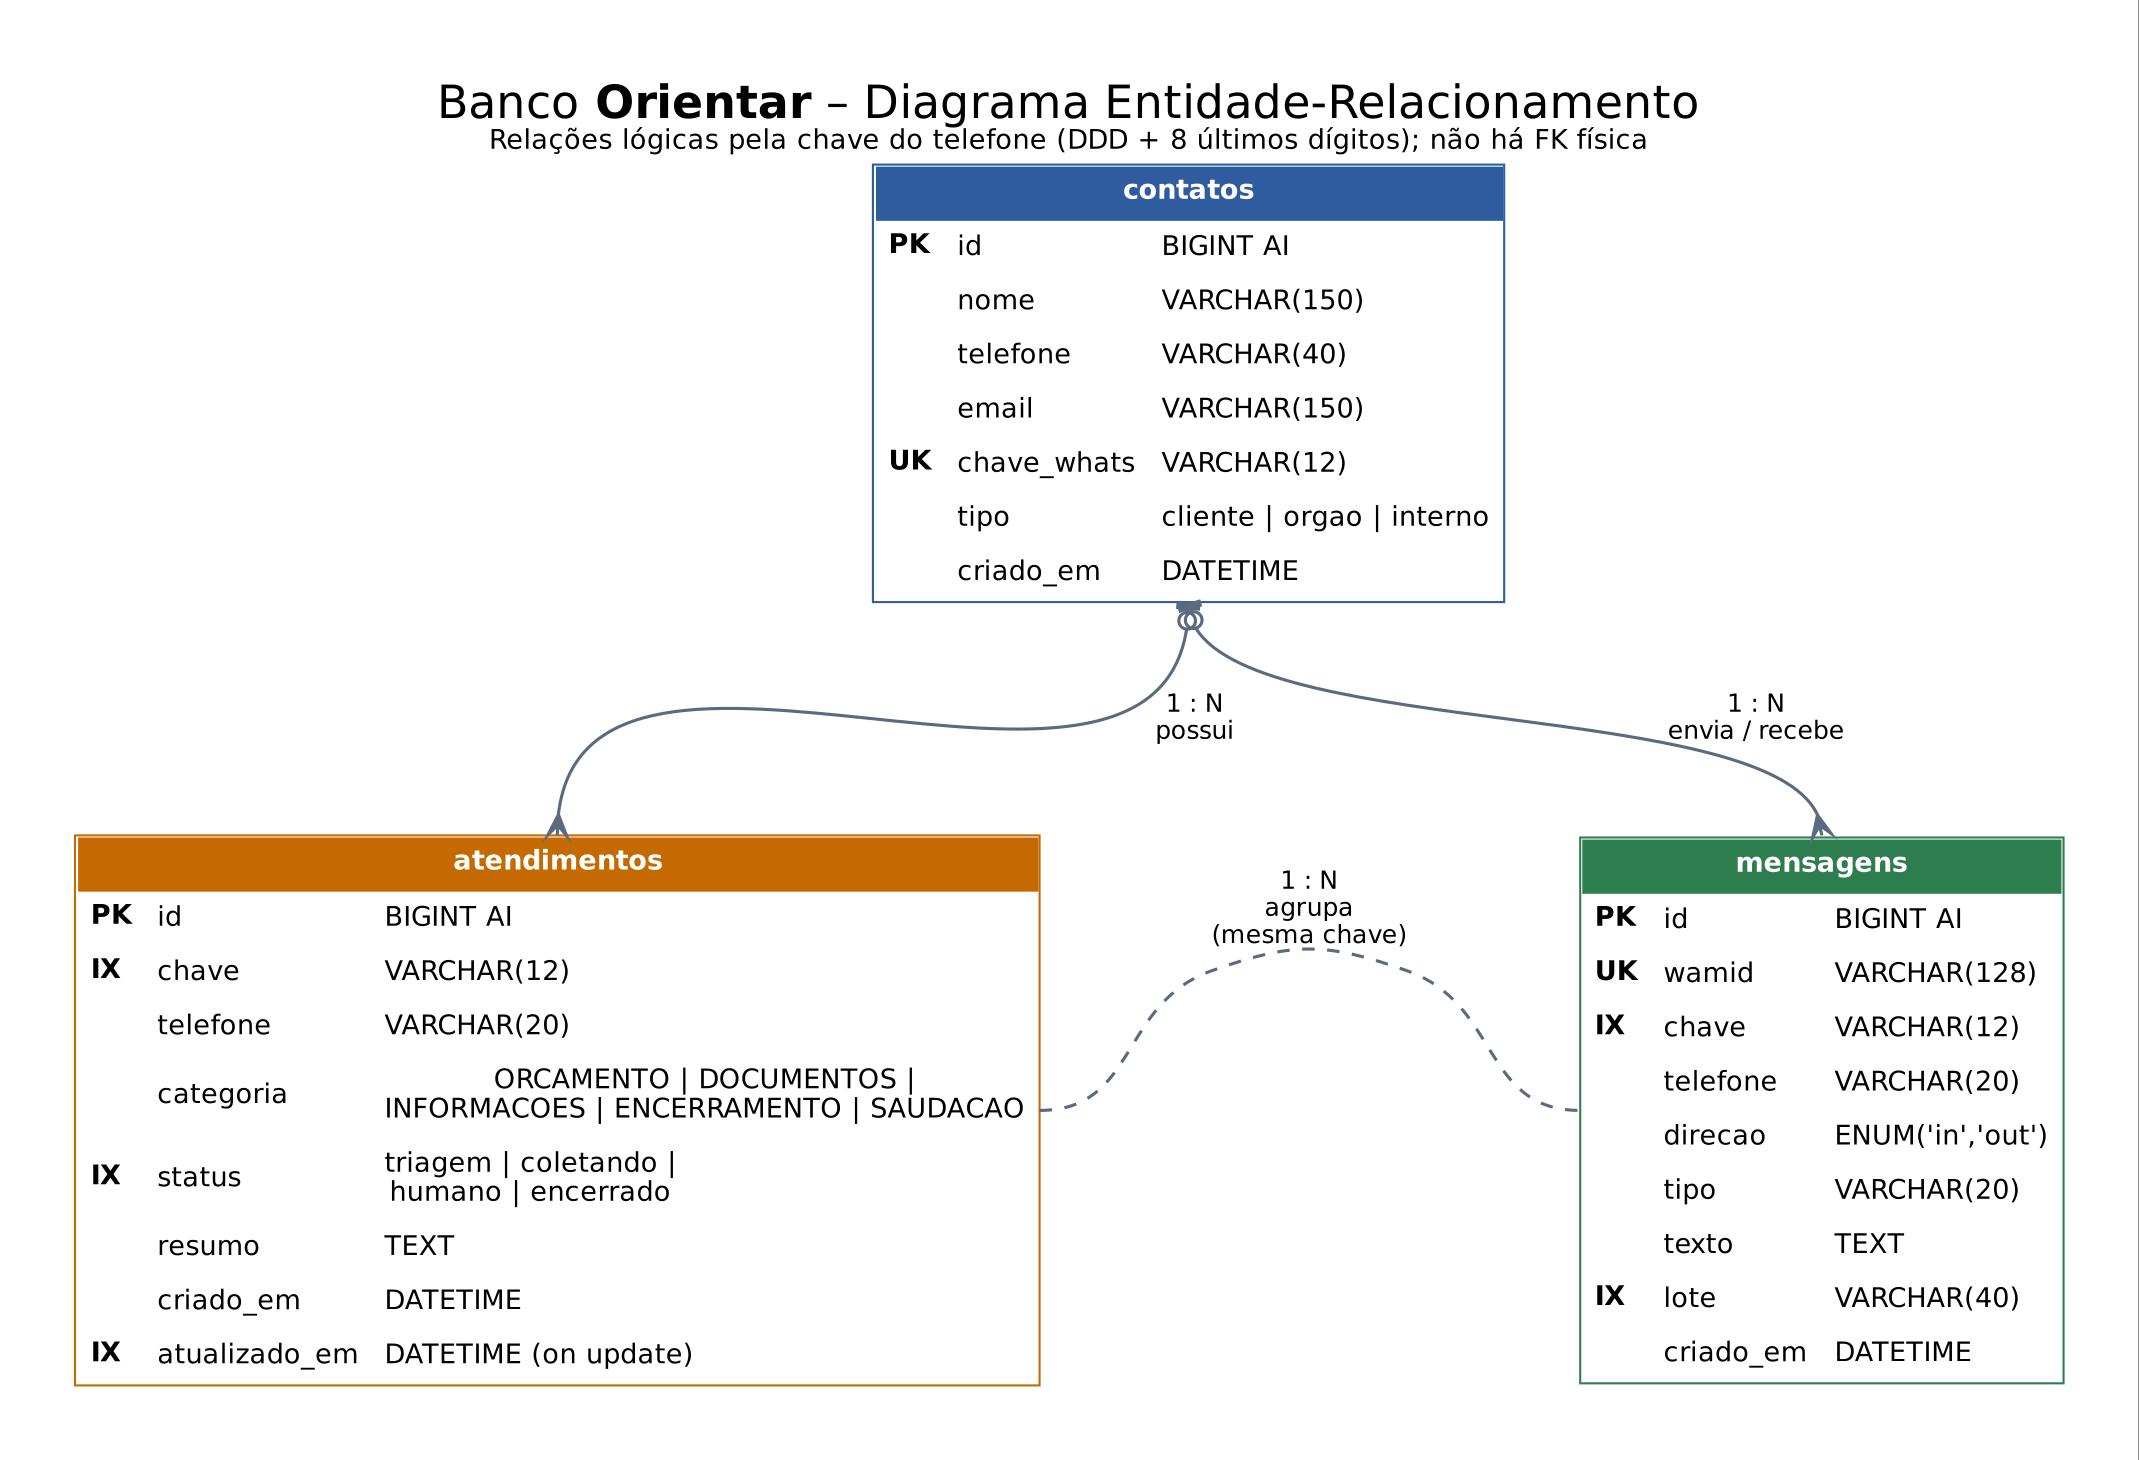 Banco Orientar – Diagrama Entidade-Relacionamento
Relações lógicas pela chave do telefone (DDD + 8 últimos dígitos); não há FK física
contatos
PK id BIGINT AI
nome VARCHAR(150)
telefone VARCHAR(40)
email VARCHAR(150)
UK chave_whats VARCHAR(12)
tipo cliente | orgao | interno
criado_em DATETIME
1 : N
possui
1 : N
envia / recebe
atendimentos
PK id BIGINT AI
IX chave VARCHAR(12)
telefone VARCHAR(20)
categoria ORCAMENTO | DOCUMENTOS |
INFORMACOES | ENCERRAMENTO | SAUDACAO
IX status triagem | coletando |
humano | encerrado
resumo TEXT
criado_em DATETIME
IX atualizado_em DATETIME (on update)
1 : N
agrupa
(mesma chave)
mensagens
PK id BIGINT AI
UK wamid VARCHAR(128)
IX chave VARCHAR(12)
telefone VARCHAR(20)
direcao ENUM('in','out')
tipo VARCHAR(20)
texto TEXT
IX lote VARCHAR(40)
criado_em DATETIME